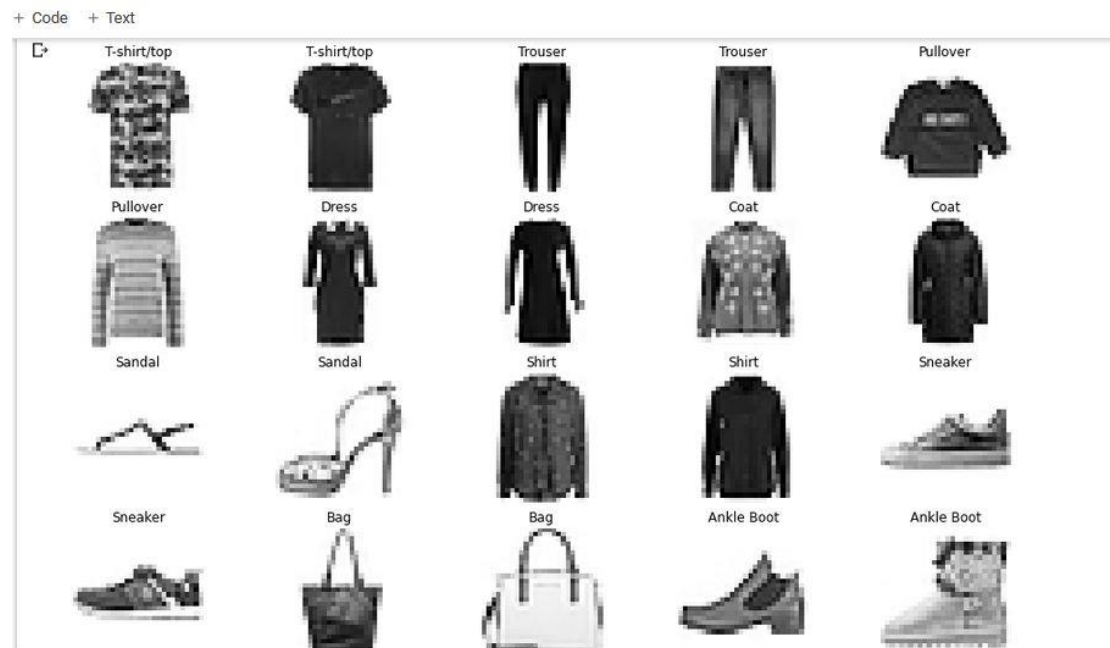 + Code + Text
T-shirt/top T-shirt/top Trouser Trouser Pullover
Pullover Dress Dress Coat Coat
Sandal Sandal Shirt Shirt Sneaker
Sneaker Bag Bag Ankle Boot Ankle Boot